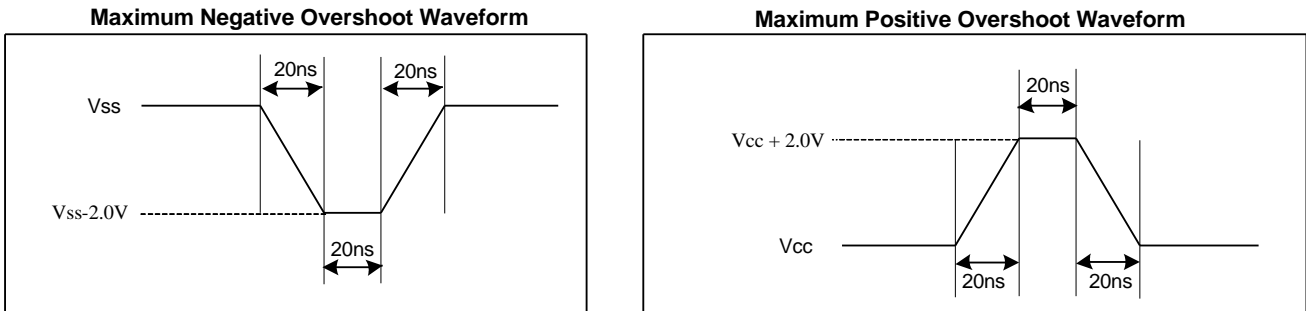 Maximum Negative Overshoot Waveform
20ns
20ns
Vss
Vss-2.0V
20ns
Maximum Positive Overshoot Waveform
20ns
Vcc + 2.0V
Vcc
20ns
20ns